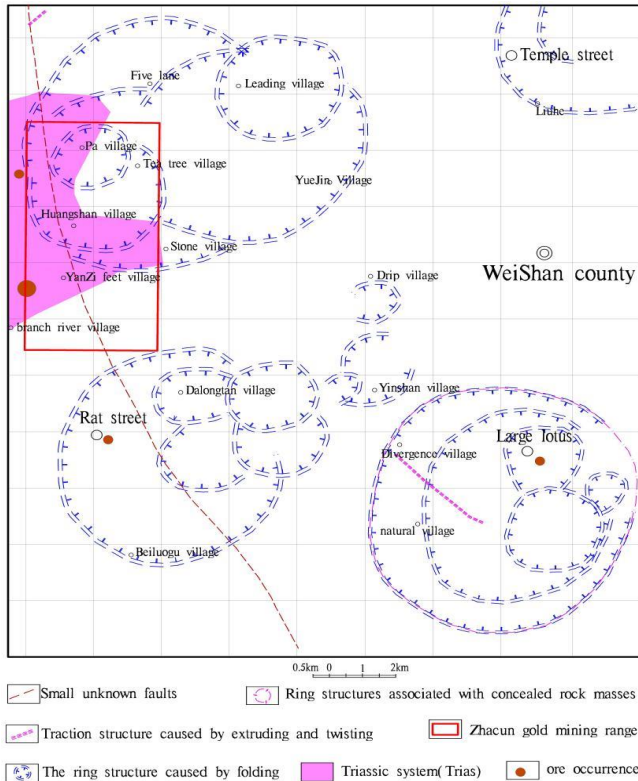 Temple street
Five lane
Leading village
Liuhe
Pa village
Tea tree village
YueJin Village
Huangshan village
Stone village
WeiShan county
YanZi feet village
Drip village
branch river village
Dalongtan village
Yinshan village
Rat street
Large lotus
Divergence village
natural village
Beiluogu village
0.5km 0 1 2km
Small unknown faults
Ring structures associated with concealed rock masses
Traction structure caused by extruding and twisting
Zhacun gold mining range
The ring structure caused by folding
Triassic system(Trias)
ore occurrence